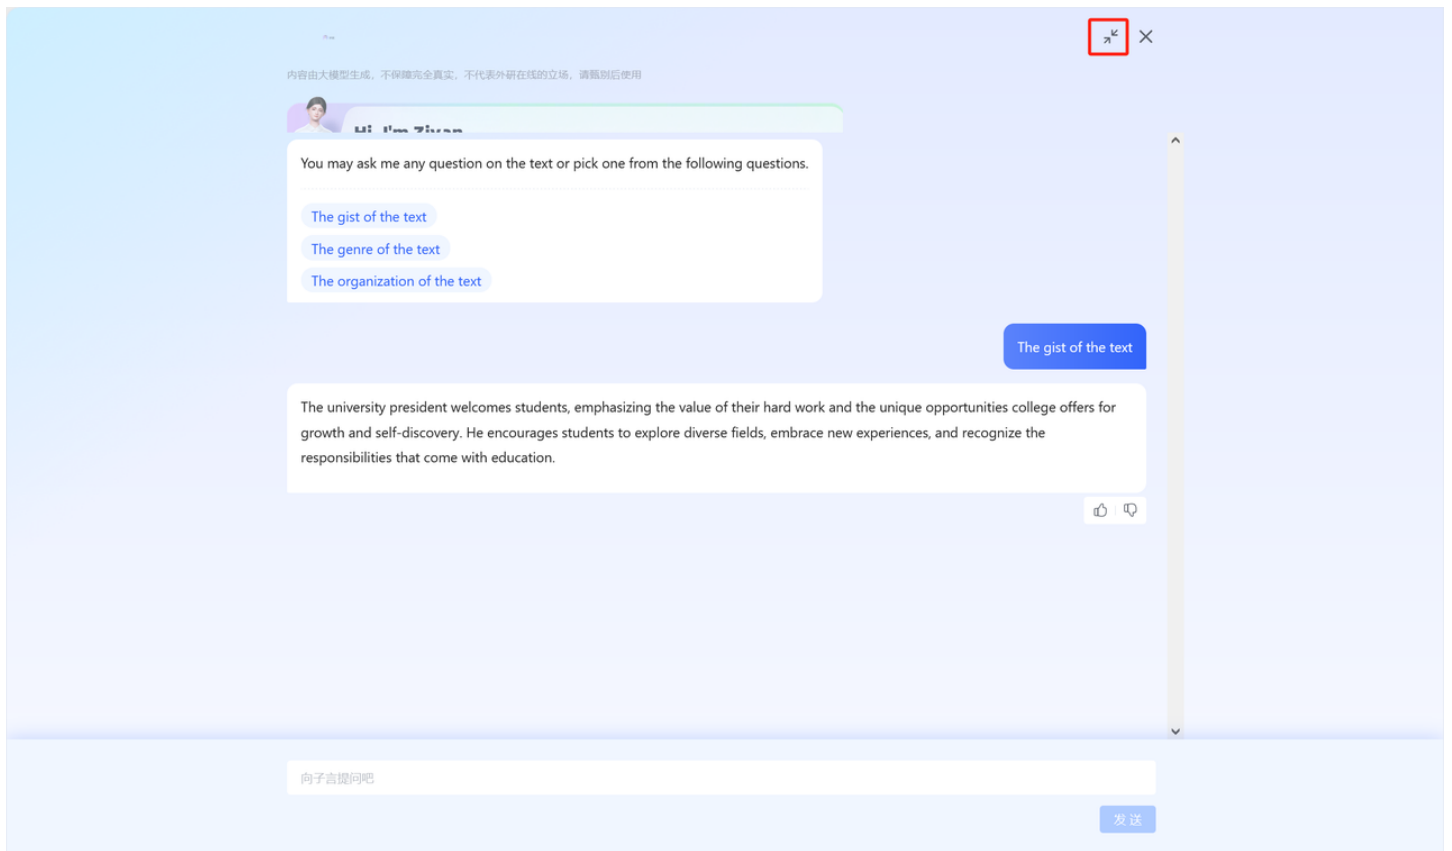 内容由大模型生成，不保障完全真实，不代表外研在线的立场，请甄别后使用
Hi, I'm Ziyan
You may ask me any question on the text or pick one from the following questions.
The gist of the text
The genre of the text
The organization of the text
The gist of the text
The university president welcomes students, emphasizing the value of their hard work and the unique opportunities college offers for
growth and self-discovery. He encourages students to explore diverse fields, embrace new experiences, and recognize the
responsibilities that come with education.
向子言提问吧
发送